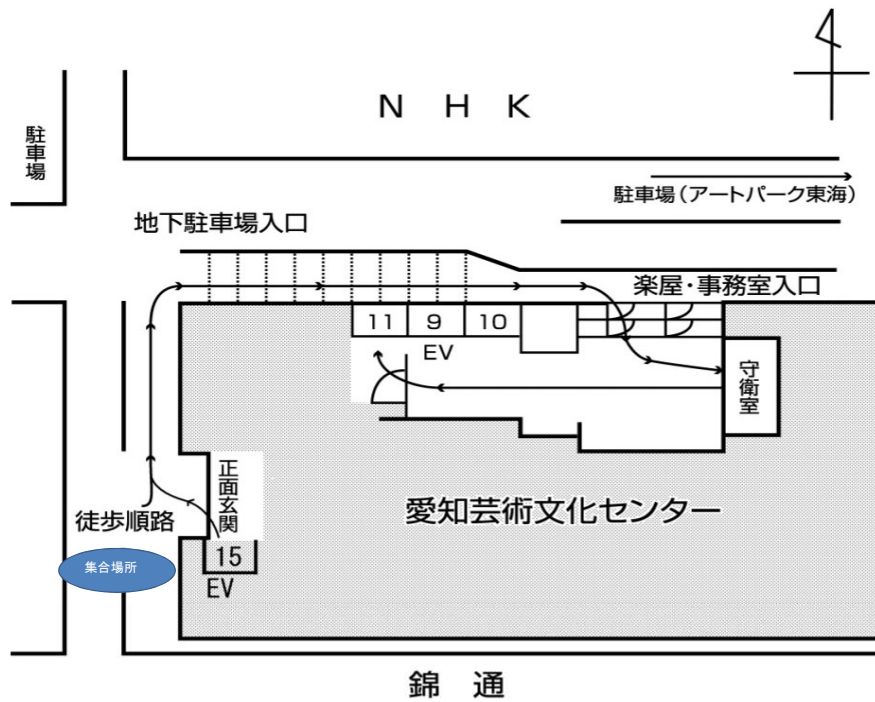 N H K
駐車場
駐車場(アートパーク東海)
地下駐車場入口
楽屋・事務室入口
11
9
10
EV
守衛室
正面玄関
愛知芸術文化センター
徒歩順路
15
集合場所
EV
錦 通